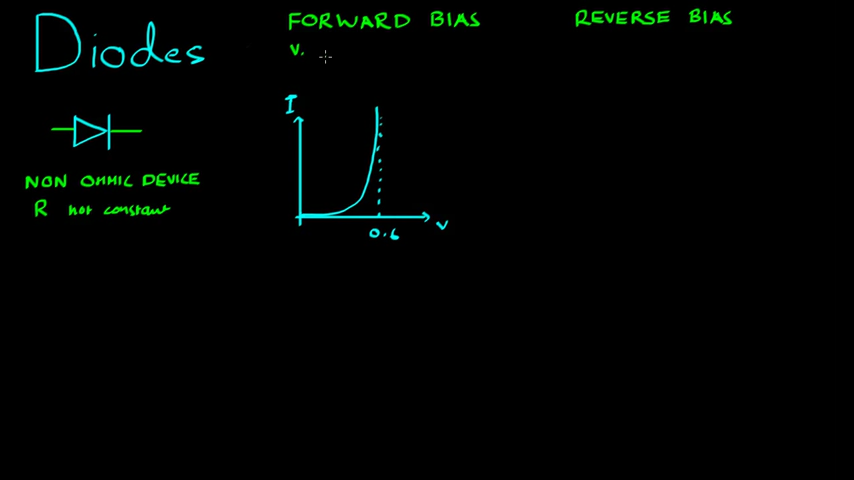 Diodes
NON OHMIC DEVICE
R not constant
FORWARD BIAS
v.
I
0.6
V
REVERSE BIAS